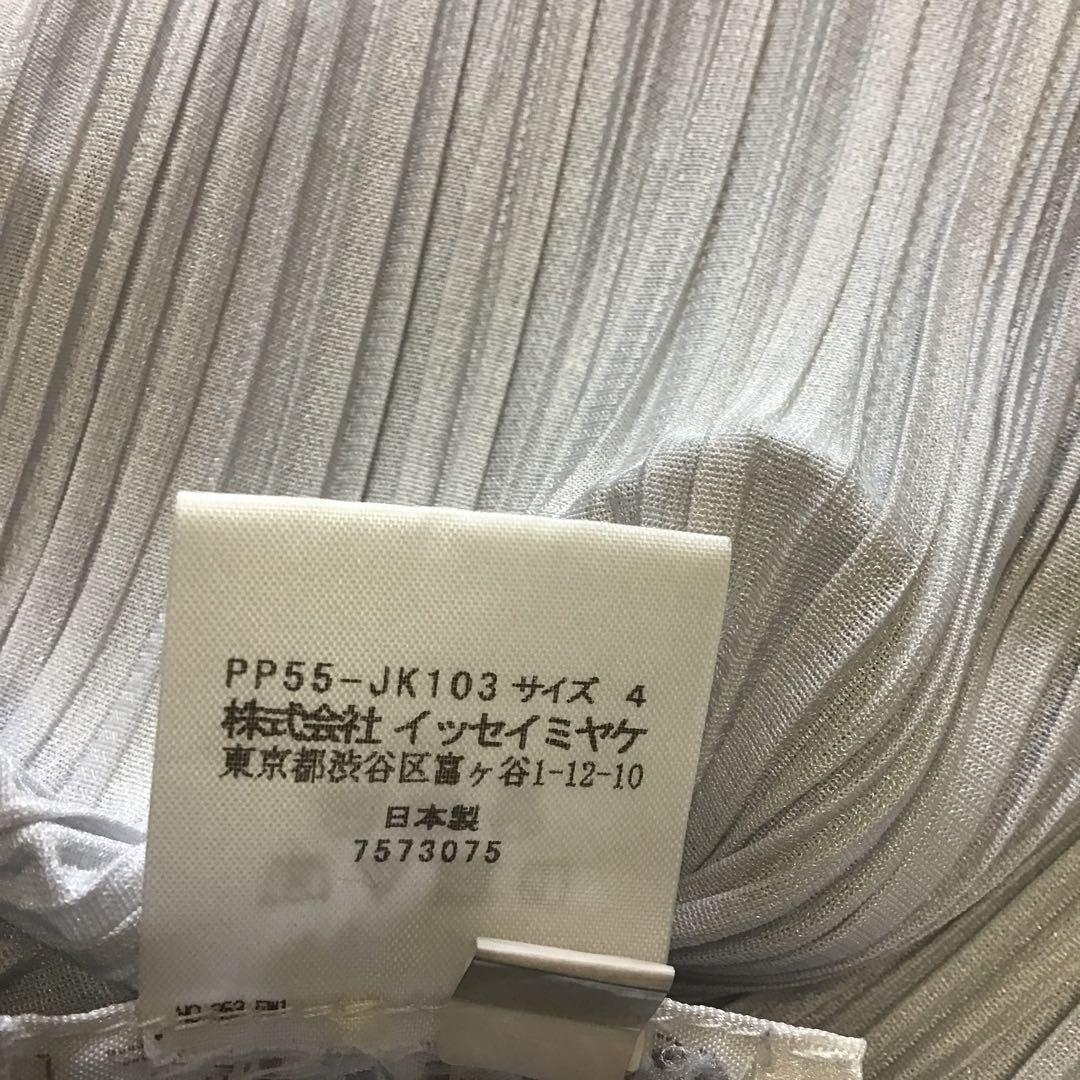 PP55-JK103 サイズ 4
株式会社 イッセイミヤケ
東京都渋谷区富ヶ谷1-12-10
日本製
7573075